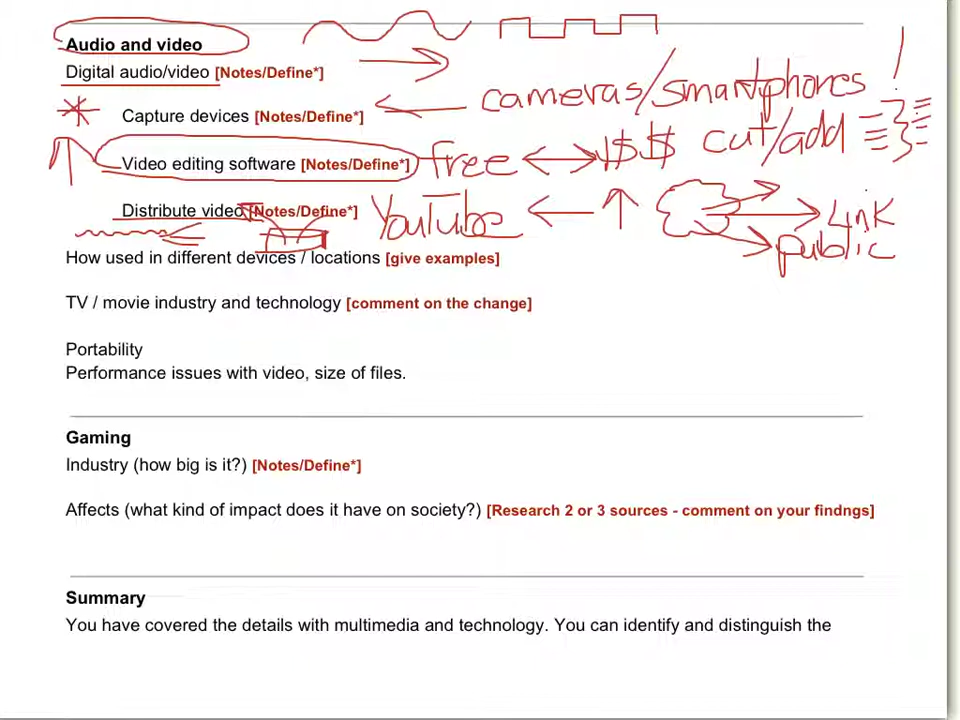 Audio and video
Digital audio/video [Notes/Define*]
cameras/smartphones
Capture devices [Notes/Define*]
cut/add
Video editing software [Notes/Define*] free $$
Distribute video [Notes/Define*] YouTube Link
public
How used in different devices / locations [give examples]
TV / movie industry and technology [comment on the change]
Portability
Performance issues with video, size of files.
Gaming
Industry (how big is it?) [Notes/Define*]
Affects (what kind of impact does it have on society?) [Research 2 or 3 sources - comment on your findngs]
Summary
You have covered the details with multimedia and technology. You can identify and distinguish the